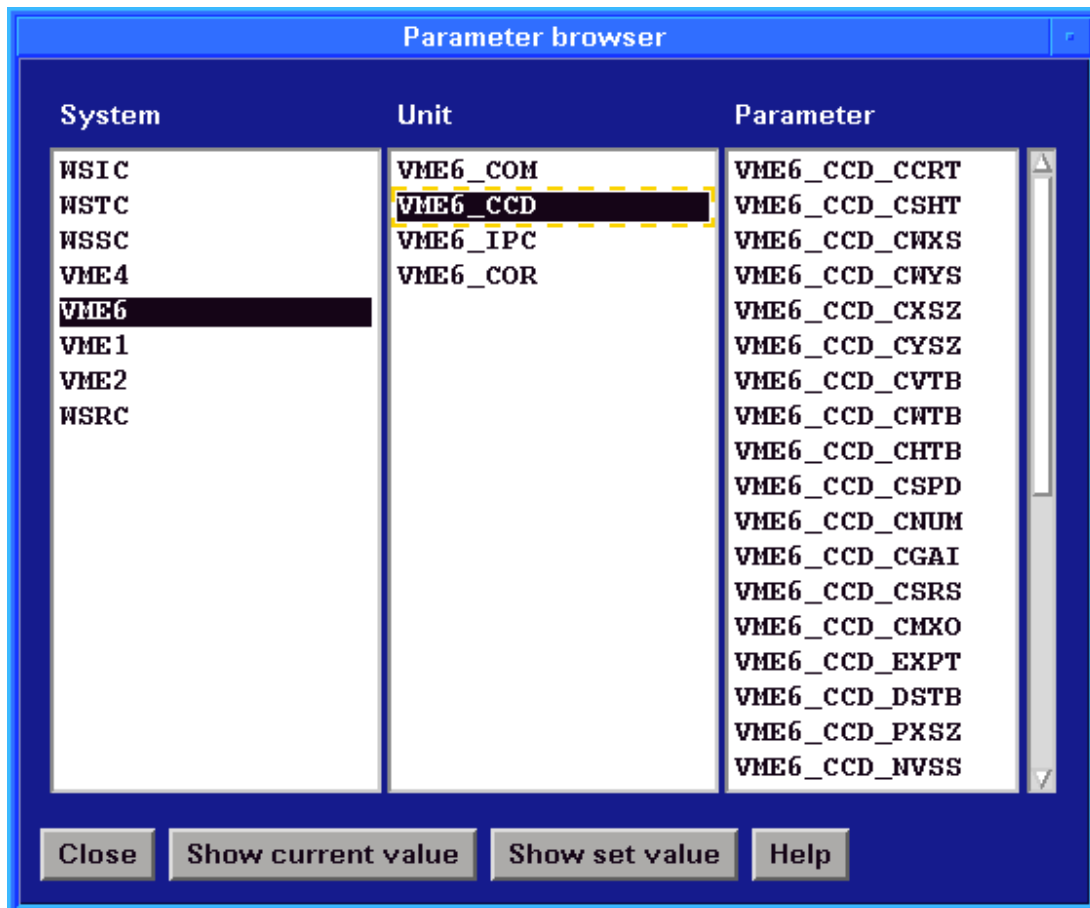 Parameter browser
System
Unit
Parameter
WSIC
WSTC
WSSC
VME4
VME6
VME1
VME2
WSRC
VME6_COM
VME6_CCD
VME6_IPC
VME6_COR
VME6_CCD_CCRT
VME6_CCD_CSHT
VME6_CCD_CWXS
VME6_CCD_CWYS
VME6_CCD_CXSZ
VME6_CCD_CYSZ
VME6_CCD_CVTB
VME6_CCD_CWTB
VME6_CCD_CHTB
VME6_CCD_CSPD
VME6_CCD_CNUM
VME6_CCD_CGAI
VME6_CCD_CSRS
VME6_CCD_CMXO
VME6_CCD_EXPT
VME6_CCD_DSTB
VME6_CCD_PXSZ
VME6_CCD_NVSS
Close
Show current value
Show set value
Help